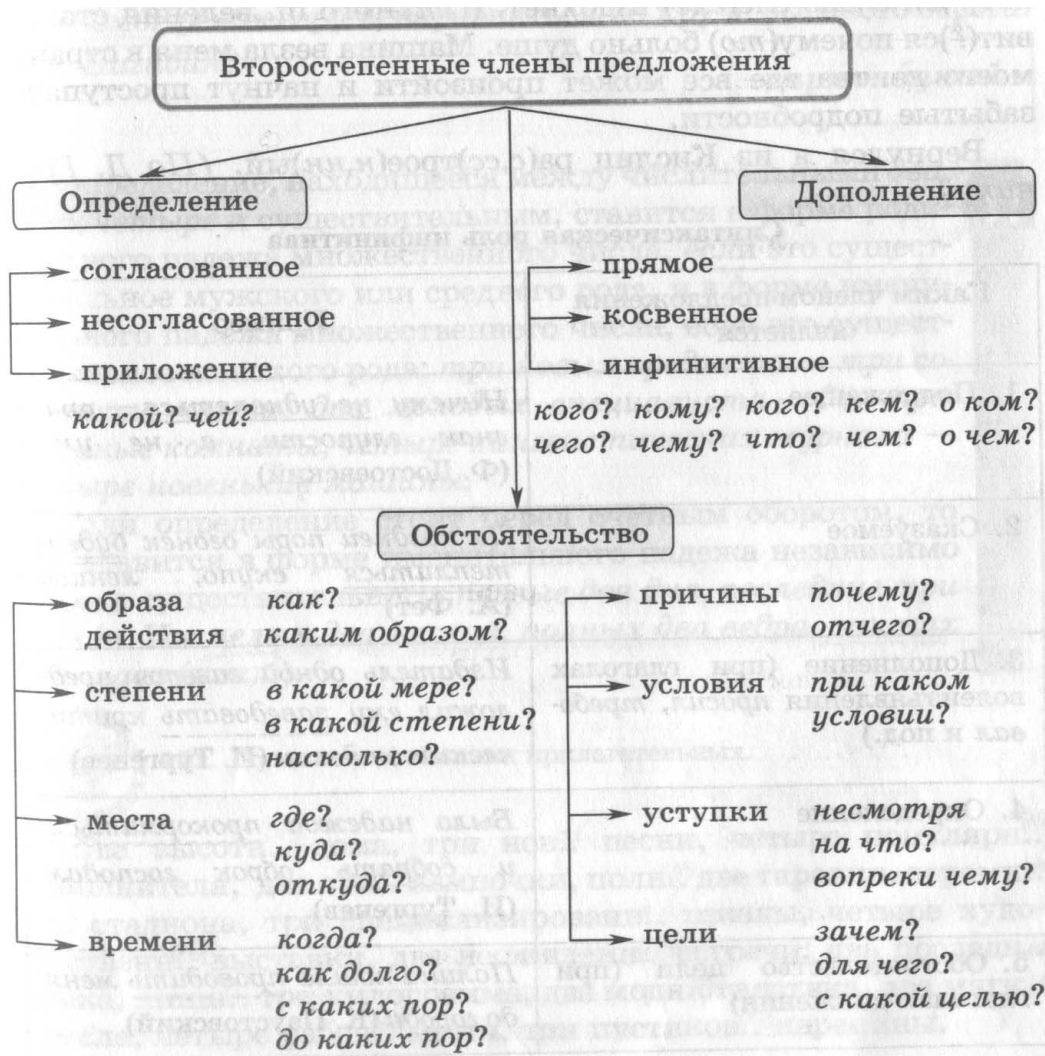 Второстепенные члены предложения
Определение
Дополнение
согласованное
несогласованное
приложение
какой? чей?
прямое
косвенное
инфинитивное
кого? кому? кого? кем? о ком?
чего? чему? что? чем? о чем?
Обстоятельство
образа как?
действия каким образом?
степени в какой мере?
в какой степени?
насколько?
места где?
куда?
откуда?
времени когда?
как долго?
с каких пор?
до каких пор?
причины почему?
отчего?
условия при каком
условии?
уступки несмотря
на что?
вопреки чему?
цели зачем?
для чего?
с какой целью?